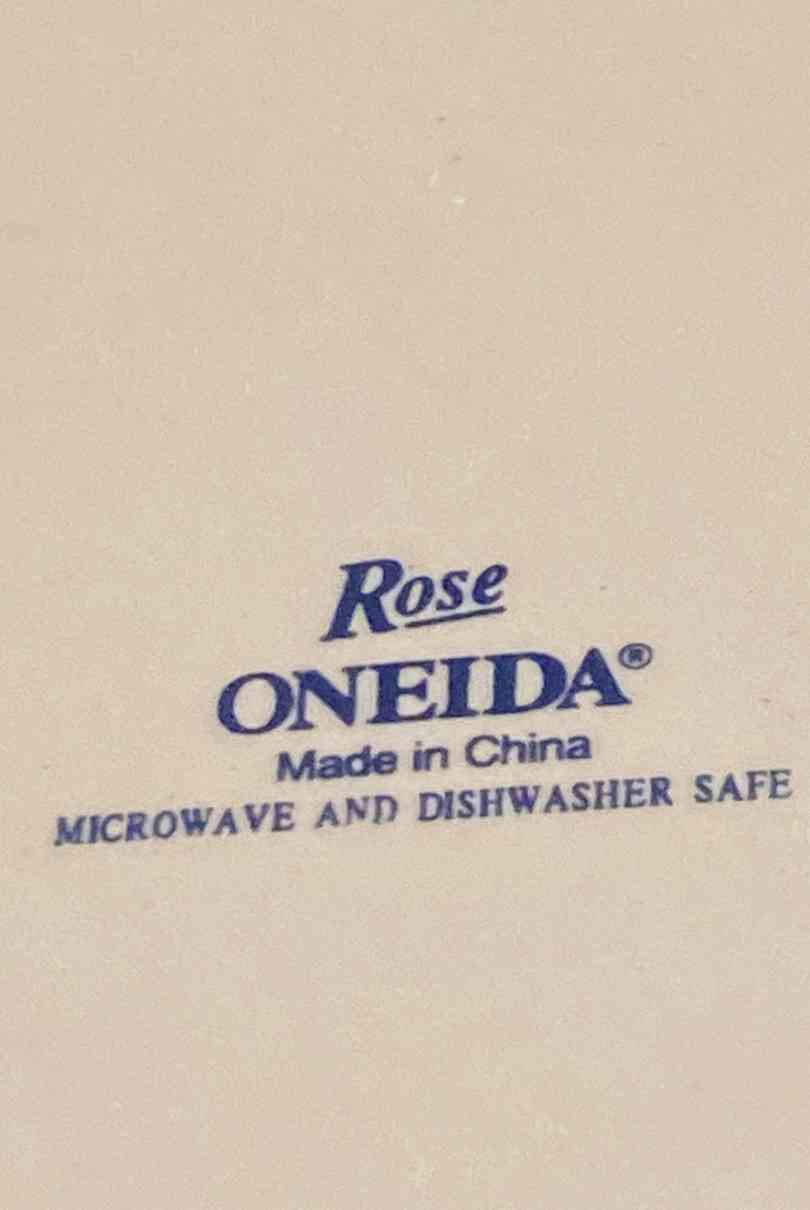 Rose
ONEIDA®
Made in China
MICROWAVE AND DISHWASHER SAFE